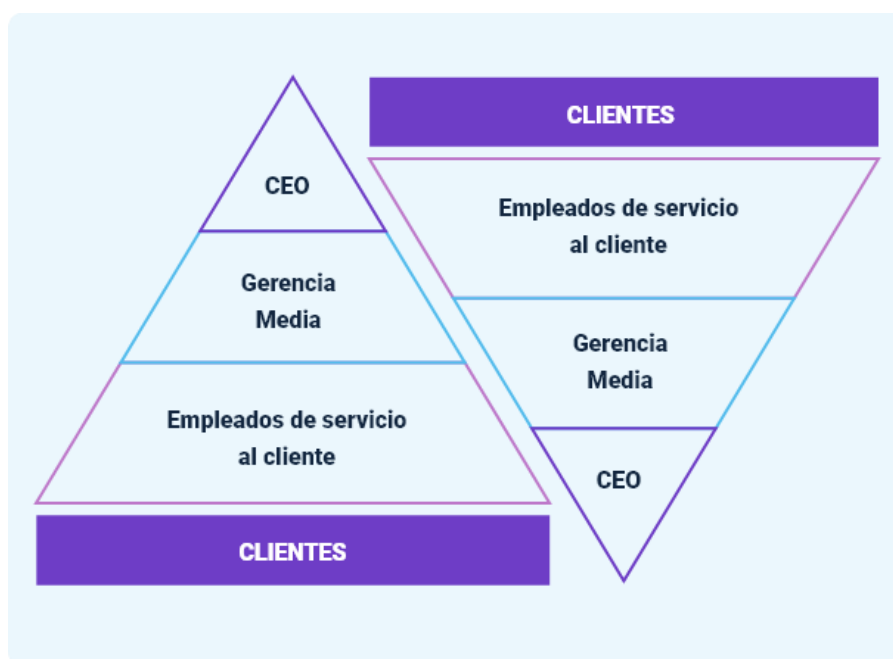 CEO
Gerencia
Media
Empleados de servicio
al cliente
CLIENTES
CLIENTES
Empleados de servicio
al cliente
Gerencia
Media
CEO